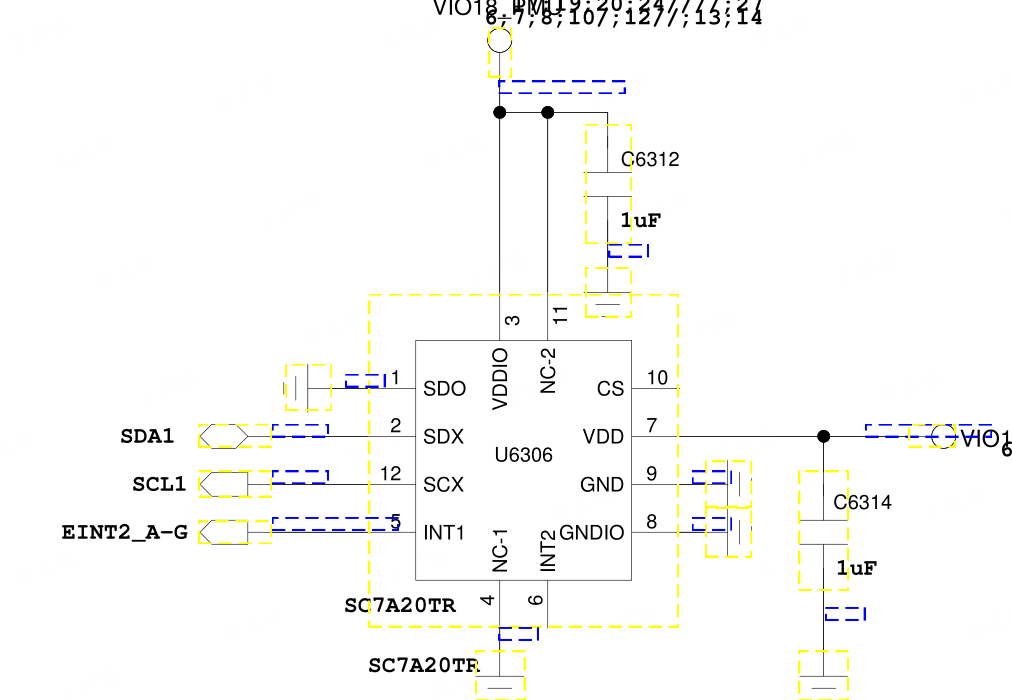 6,7,8;107;1277;13;14
C6312
1uF
3
11
1
SDO
VDDIO
NC-2
CS
10
SDA1
2
SDX
VDD
7
VIO1
6
U6306
SCL1
12
SCX
GND
9
C6314
EINT2_A-G
5
INT1
NC-1
INT2
GNDIO
8
1uF
SC7A20TR
4
6
SC7A20TR